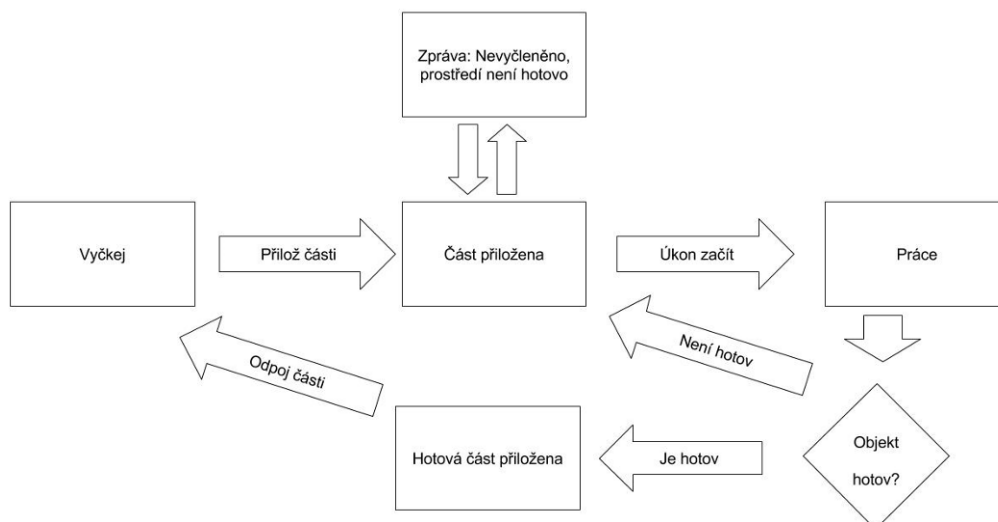 Zpráva: Nevyčleněno,
prostředí není hotovo
Vyčkej
Přilož části
Část přiložena
Úkon začít
Práce
Není hotov
Odpoj části
Hotová část přiložena
Je hotov
Objekt
hotov?